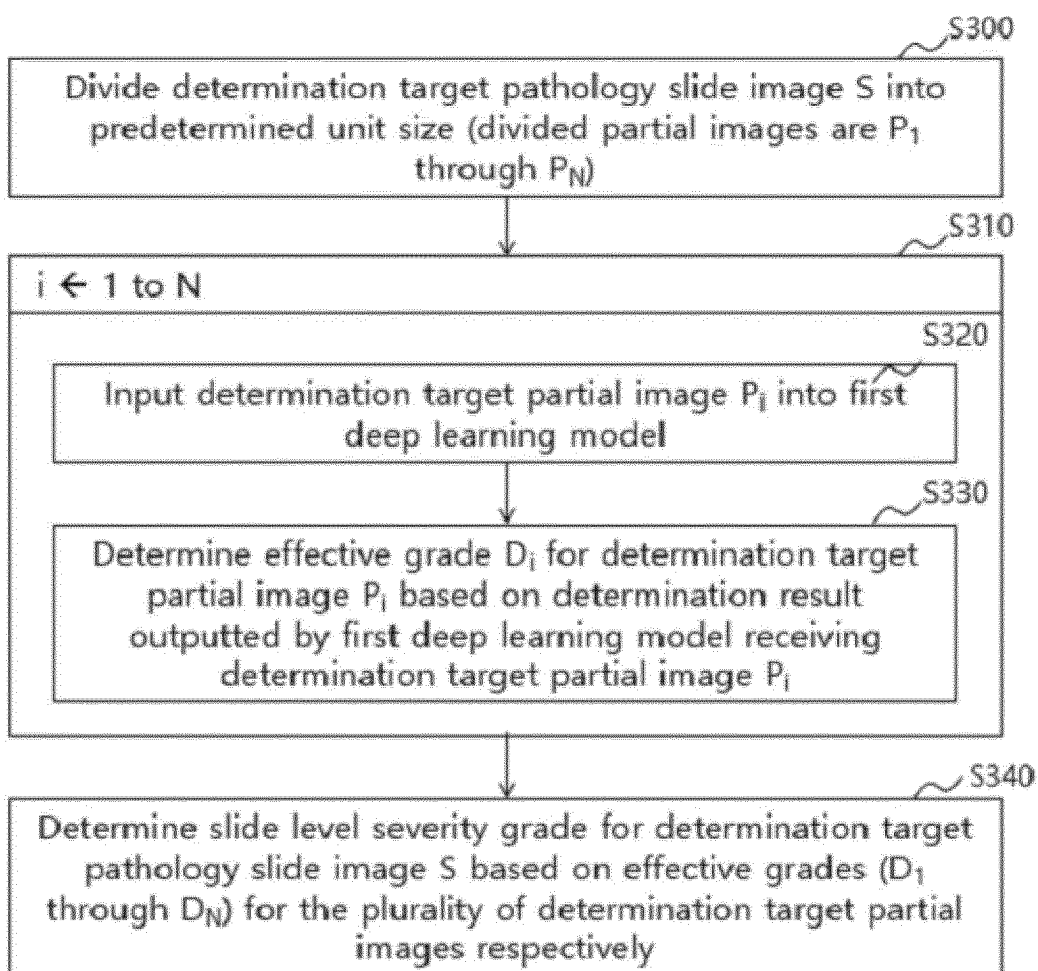 S300
Divide determination target pathology slide image S into
predetermined unit size (divided partial images are P₁
through P_N)
S310
i ← 1 to N
S320
Input determination target partial image Pᵢ into first
deep learning model
S330
Determine effective grade Dᵢ for determination target
partial image Pᵢ based on determination result
outputted by first deep learning model receiving
determination target partial image Pᵢ
S340
Determine slide level severity grade for determination target
pathology slide image S based on effective grades (D₁
through D_N) for the plurality of determination target partial
images respectively